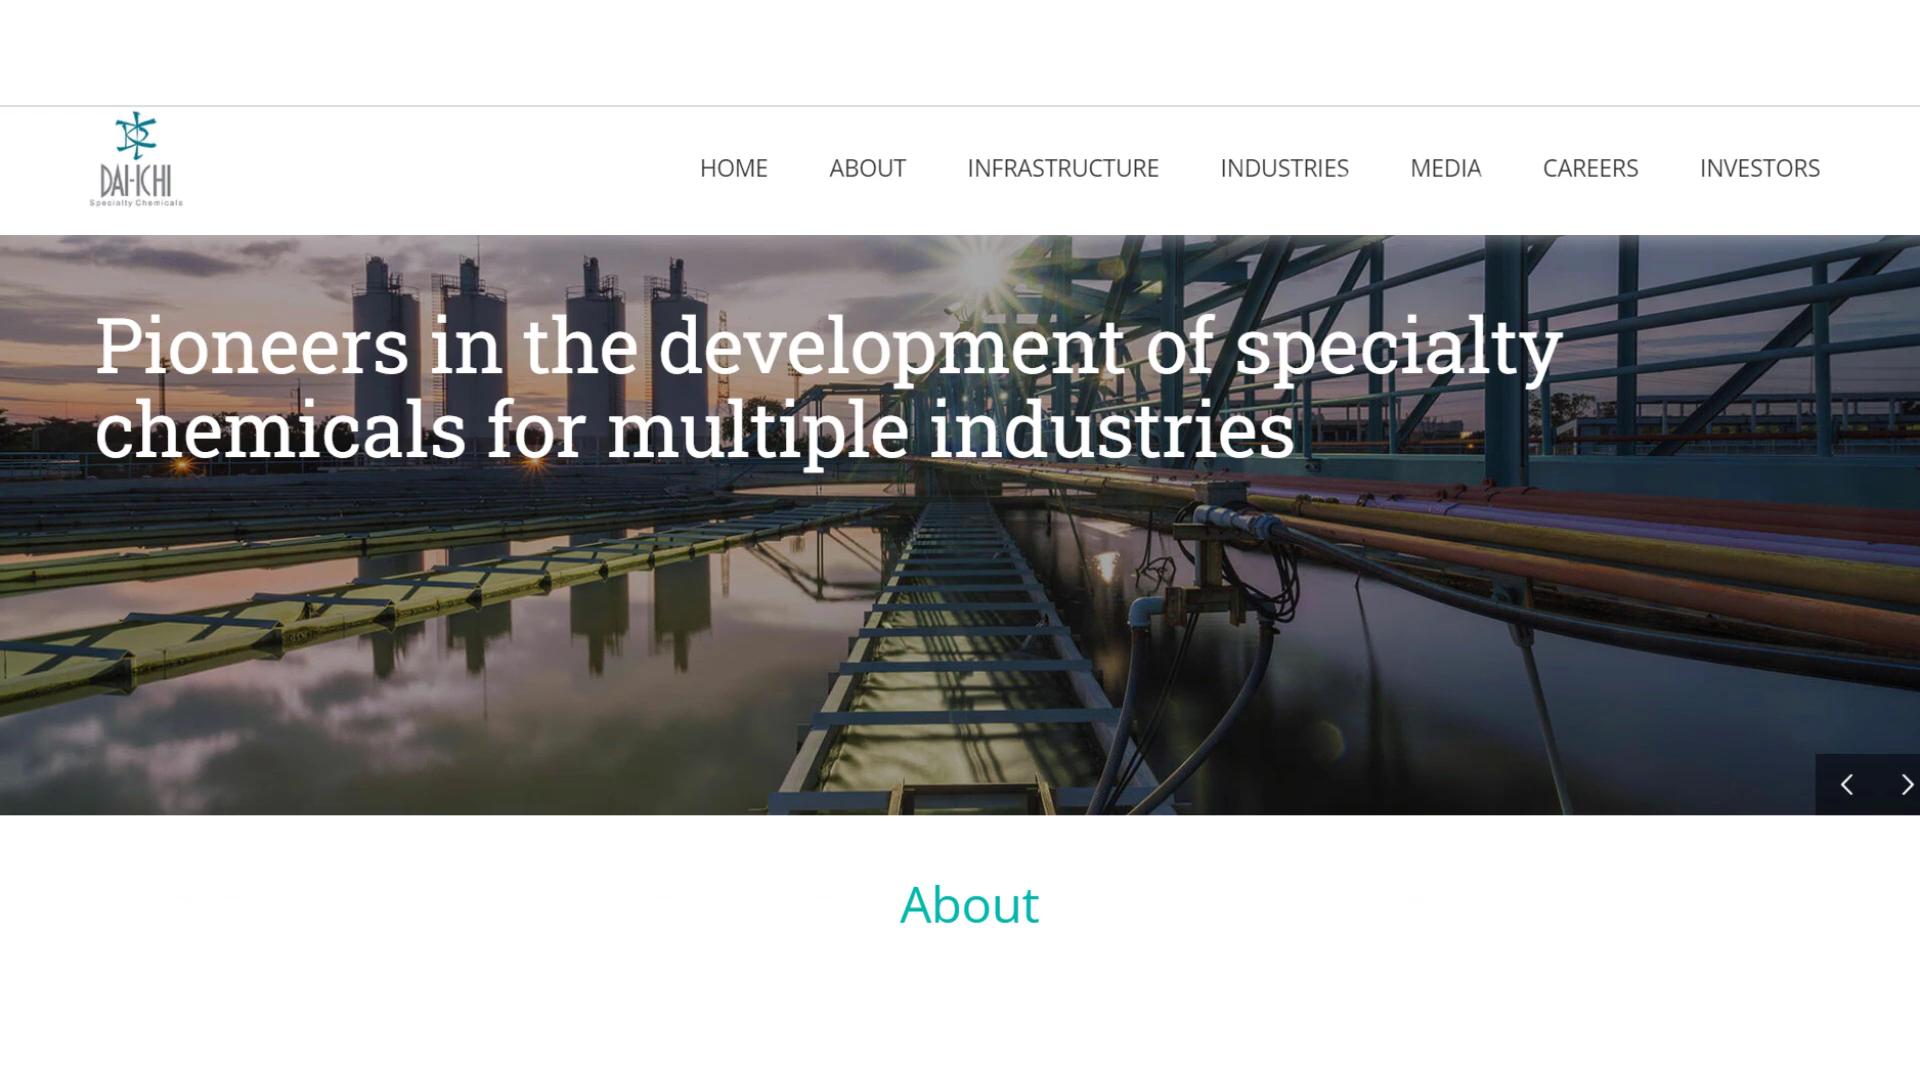 DAI-ICHI
Specialty Chemicals
HOME ABOUT INFRASTRUCTURE INDUSTRIES MEDIA CAREERS INVESTORS
Pioneers in the development of specialty
chemicals for multiple industries
About